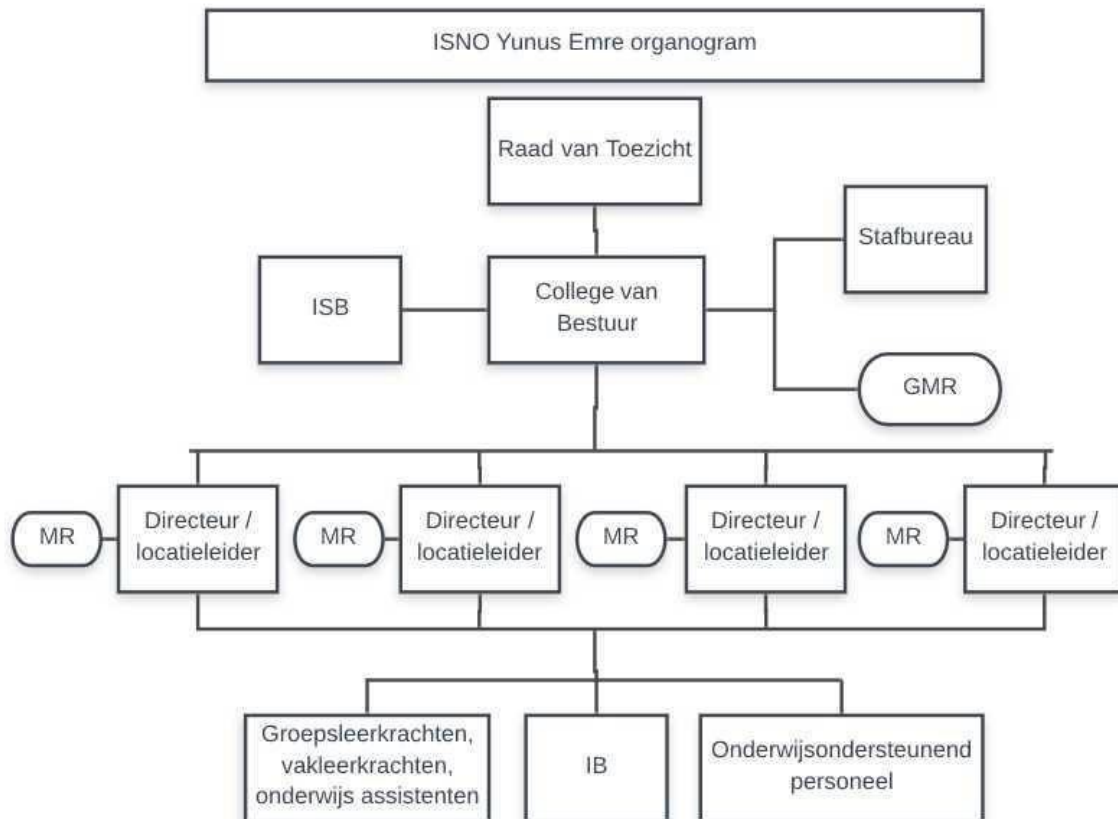 ISNO Yunus Emre organogram
Raad van Toezicht
Stafbureau
ISB
College van
Bestuur
GMR
MR
Directeur /
locatieleider
MR
Directeur /
locatieleider
MR
Directeur /
locatieleider
MR
Directeur /
locatieleider
Groepsleerkrachten,
vakleerkrachten,
onderwijs assistenten
IB
Onderwijsondersteunend
personeel